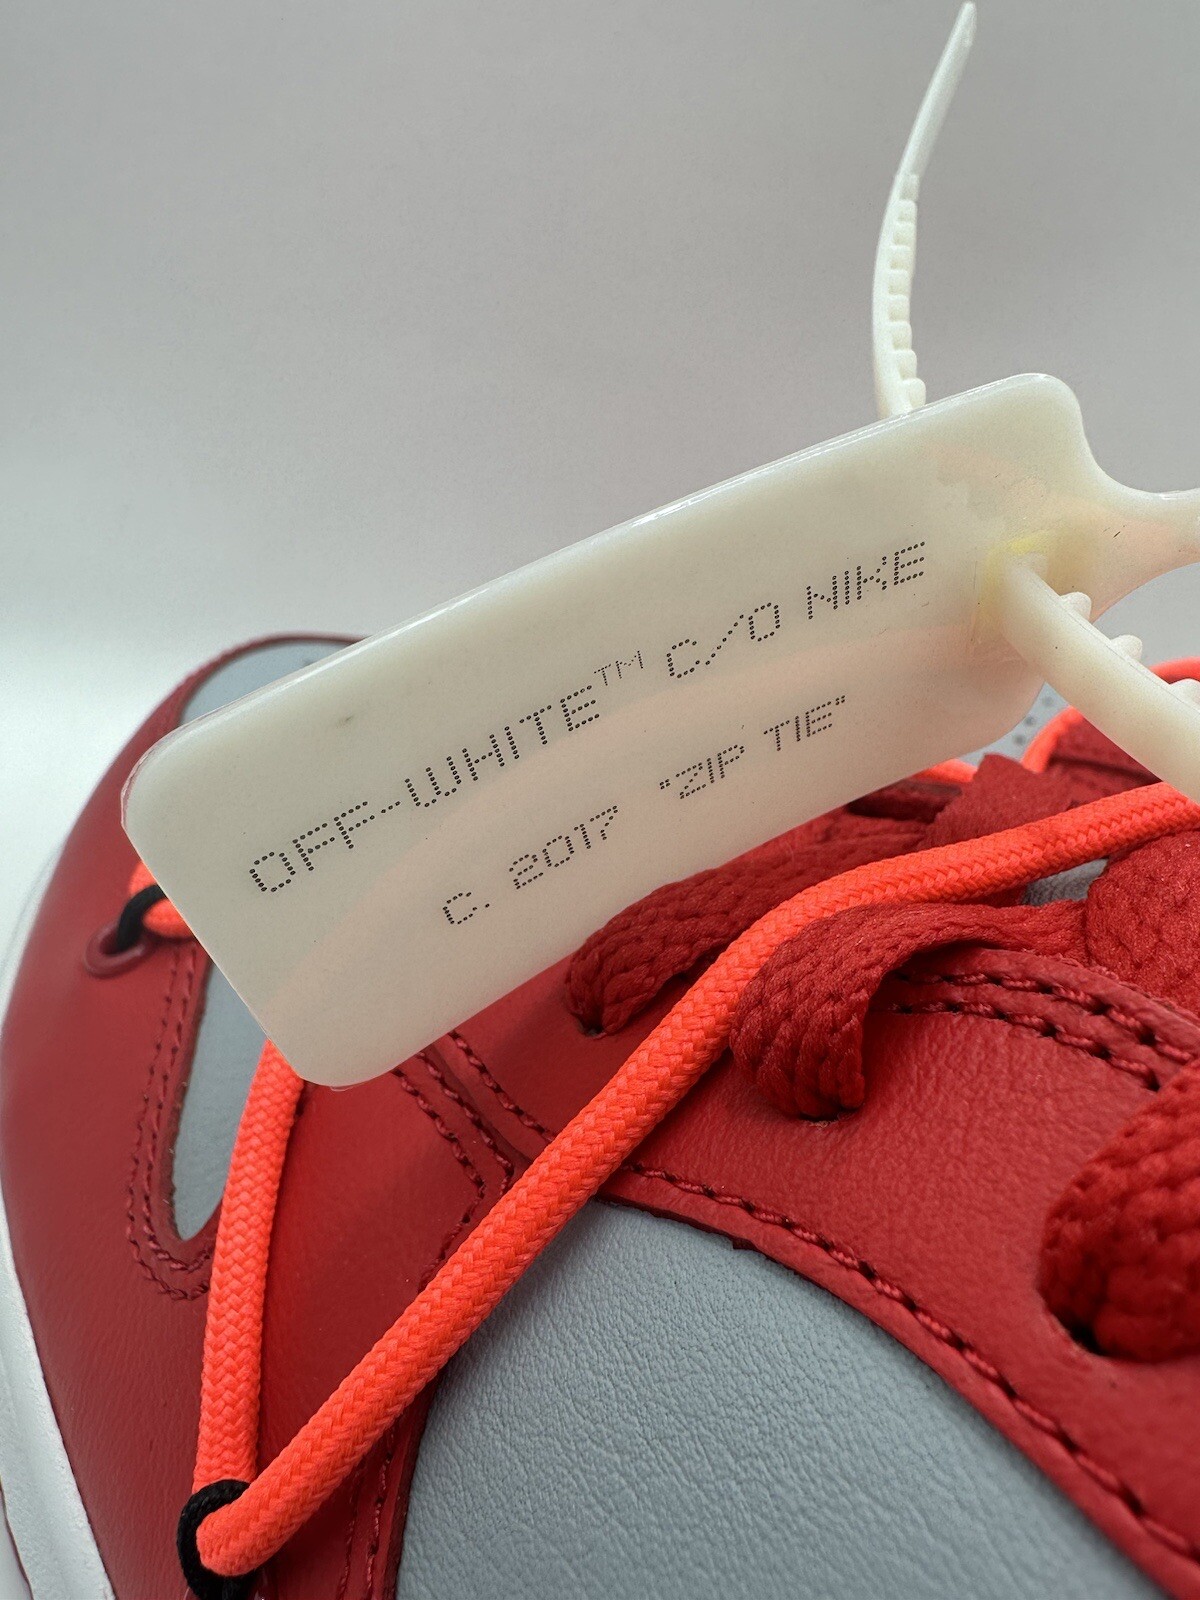 OFF-WHITE™ C/O NIKE
C. 2017 "ZIP TIE"